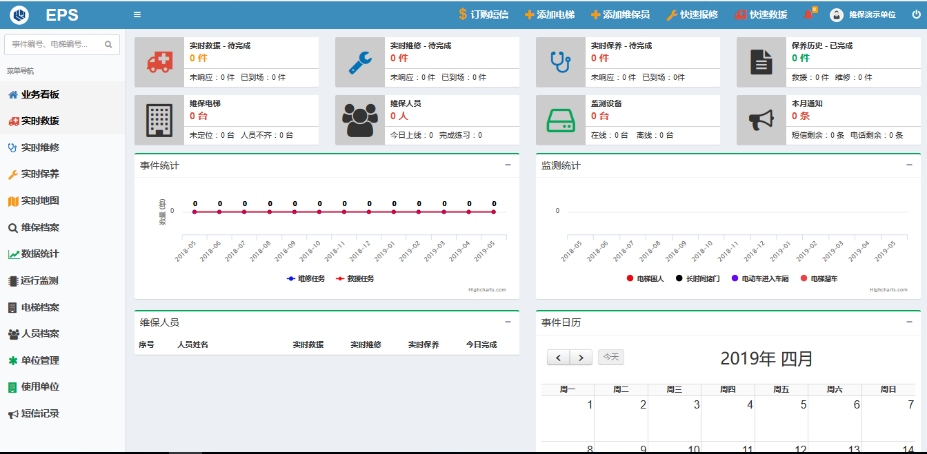 EPS
订购短信 添加电梯 添加维保员 快速报修 快速救援 6 维保演示单位
事件编号、电梯编号...
菜单导航
业务看板
实时救援
实时维修
实时保养
实时地图
维保档案
数据统计
运行监测
电梯档案
人员档案
单位管理
使用单位
短信记录
实时救援 - 待完成
0 件
未响应：0 件 已到场：0 件
实时维修 - 待完成
0 件
未响应：0 件 已到场：0 件
实时保养 - 待完成
0 件
未响应：0 件 已到场：0件
保养历史 - 已完成
0 件
救援：0 件 维修：0 件
维保电梯
0 台
未定位：0 台 人员不齐：0 台
维保人员
0 人
今日上线：0 完成练习：0
监测设备
0 台
在线：0 台 离线：0 台
本月通知
0 条
短信剩余：0 条 电话剩余：0 条
事件统计
数量 (件)
0
0 0 0 0 0 0 0 0 0 0 0 0 0
2018-05 2018-06 2018-07 2018-08 2018-09 2018-10 2018-11 2018-12 2019-01 2019-02 2019-03 2019-04 2019-05
维修任务 救援任务
Highcharts.com
监测统计
0
2018-05 2018-06 2018-07 2018-08 2018-09 2018-10 2018-11 2018-12 2019-01 2019-02 2019-03 2019-04 2019-05
电梯困人 长时间堵门 电动车进入车厢 电梯溜车
Highcharts.com
维保人员
序号 人员姓名 实时救援 实时维修 实时保养 今日完成
事件日历
今天
2019年 四月
周一 周二 周三 周四 周五 周六 周日
1 2 3 4 5 6 7
8 9 10 11 12 13 14